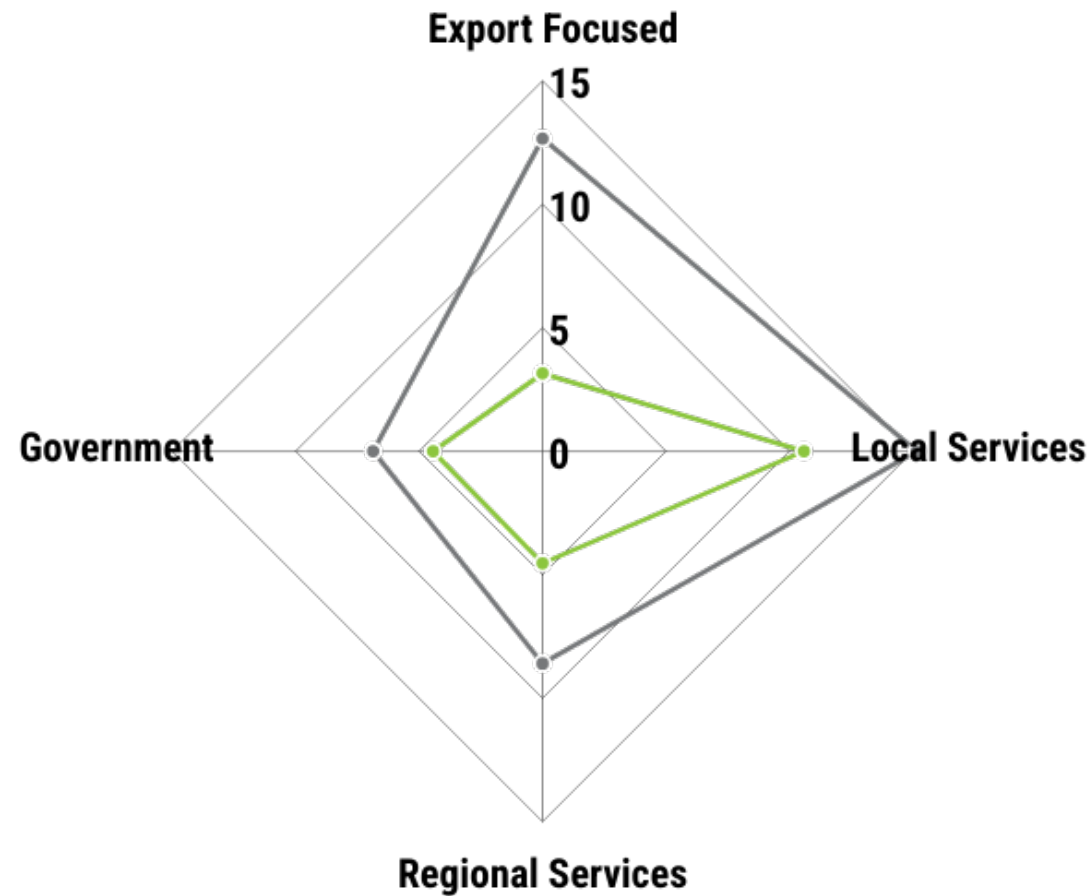 Export Focused
15
10
5
Government
0
Local Services
Regional Services